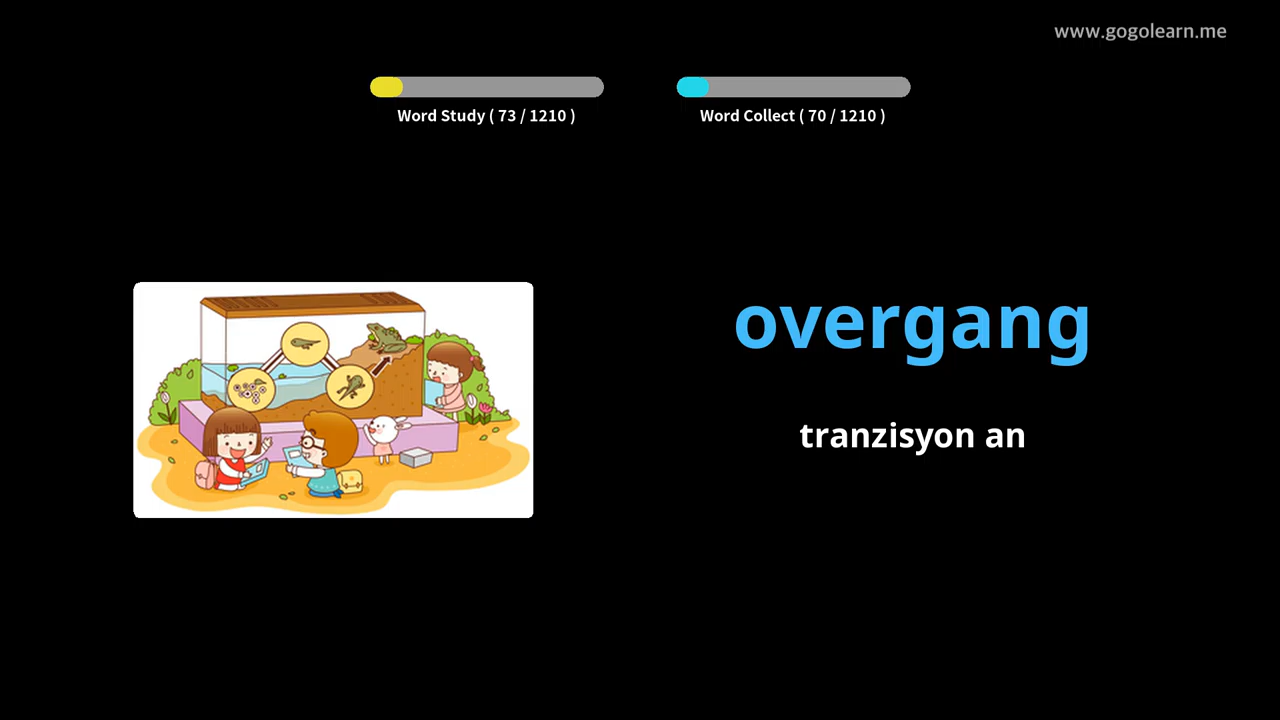 www.gogolearn.me
Word Study ( 73 / 1210 )
Word Collect ( 70 / 1210 )
overgang
tranzisyon an